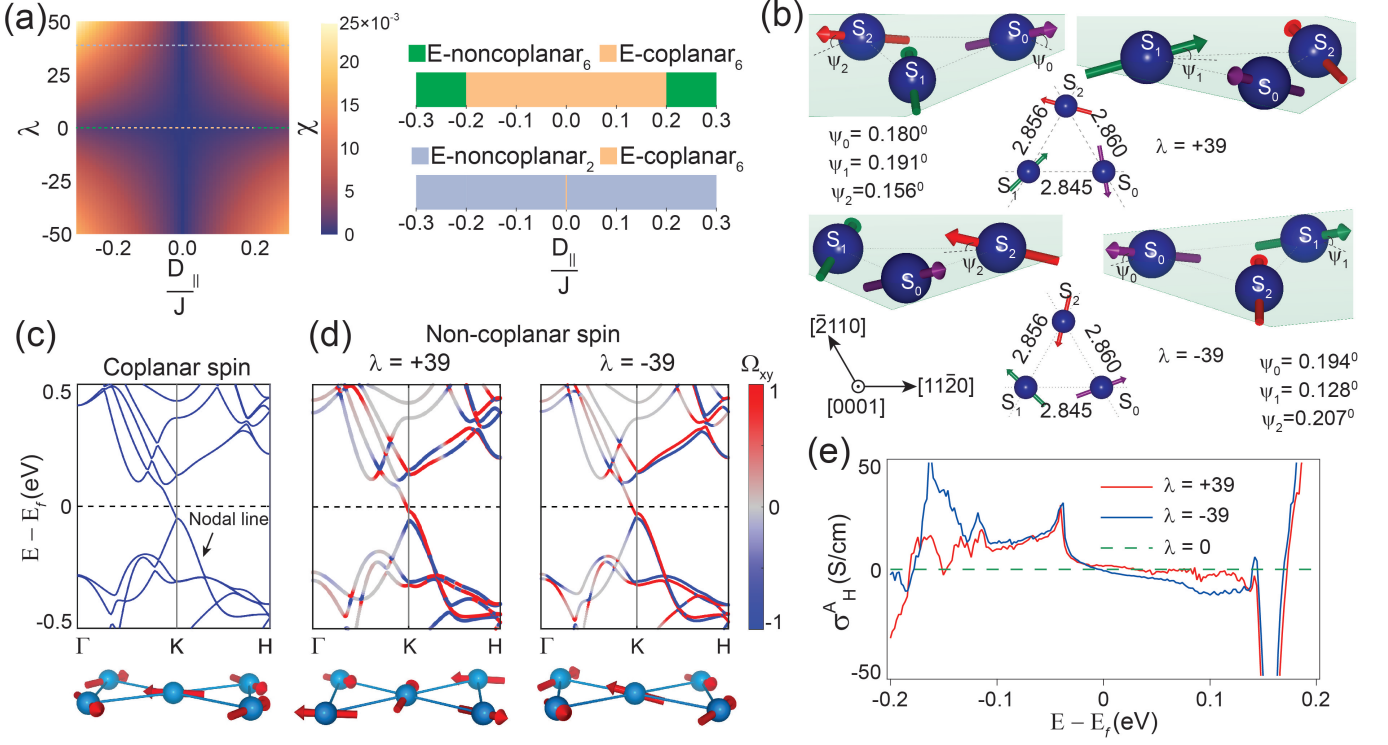 (a)
50
25
0
-25
-50
λ
-0.2
0.0
0.2
D∥
J
25×10⁻³
20
15
10
5
0
χ
E-noncoplanar₆
E-coplanar₆
-0.3
-0.2
-0.1
0.0
0.1
0.2
0.3
E-noncoplanar₂
E-coplanar₆
-0.3
-0.2
-0.1
0.0
0.1
0.2
0.3
D∥
J
(b)
S₂
S₀
S₁
ψ₂
ψ₀
S₁
S₂
S₀
ψ₁
ψ₀= 0.180⁰
ψ₁= 0.191⁰
ψ₂=0.156⁰
S₂
2.856
2.860
S₁
2.845
S₀
λ = +39
S₁
S₀
S₂
ψ₂
S₀
S₁
S₂
ψ₀
ψ₁
[2̄110]
[112̄0]
[0001]
S₂
2.856
2.860
S₁
2.845
S₀
λ = -39
ψ₀= 0.194⁰
ψ₁= 0.128⁰
ψ₂=0.207⁰
(c)
Coplanar spin
0.5
0
-0.5
E − E_f (eV)
Nodal line
Γ
K
H
(d)
Non-coplanar spin
λ = +39
λ = -39
Γ
K
H
Γ
K
H
Ω_xy
1
0
-1
(e)
50
0
-50
σ^A_H (S/cm)
λ = +39
λ = -39
λ = 0
-0.2
-0.1
0
0.1
0.2
E − E_f (eV)